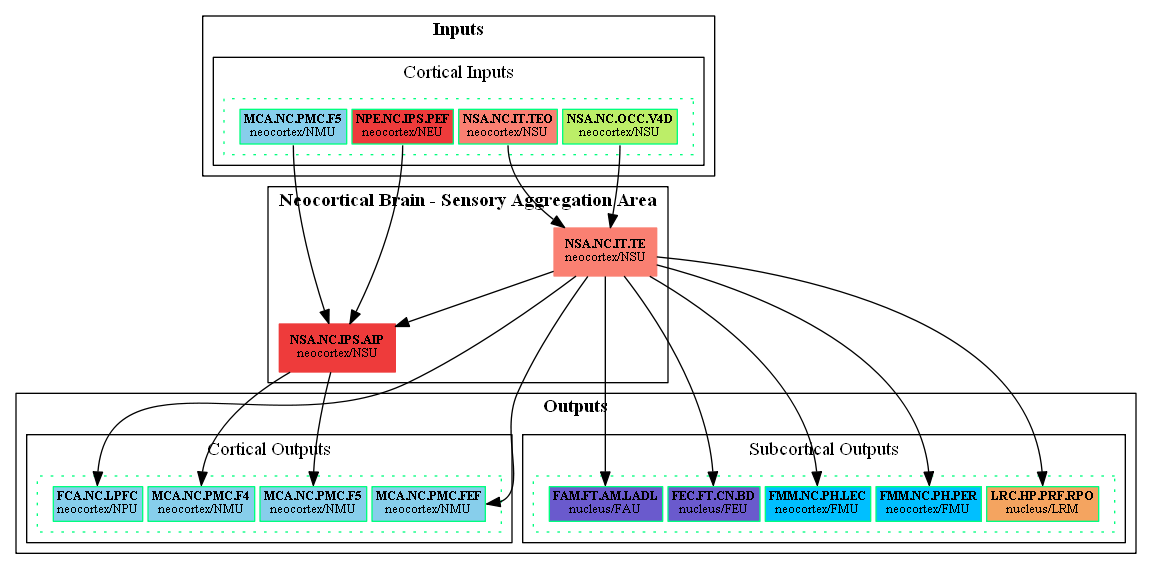 Inputs
Cortical Inputs
MCA.NC.PMC.F5
neocortex/NMU
NPE.NC.IPS.PEF
neocortex/NEU
NSA.NC.IT.TEO
neocortex/NSU
NSA.NC.OCC.V4D
neocortex/NSU
Neocortical Brain - Sensory Aggregation Area
NSA.NC.IT.TE
neocortex/NSU
NSA.NC.IPS.AIP
neocortex/NSU
Outputs
Cortical Outputs
FCA.NC.LPFC
neocortex/NPU
MCA.NC.PMC.F4
neocortex/NMU
MCA.NC.PMC.F5
neocortex/NMU
MCA.NC.PMC.FEF
neocortex/NMU
Subcortical Outputs
FAM.FT.AM.LADL
nucleus/FAU
FEC.FT.CN.BD
nucleus/FEU
FMM.NC.PH.LEC
neocortex/FMU
FMM.NC.PH.PER
neocortex/FMU
LRC.HP.PRF.RPO
nucleus/LRM